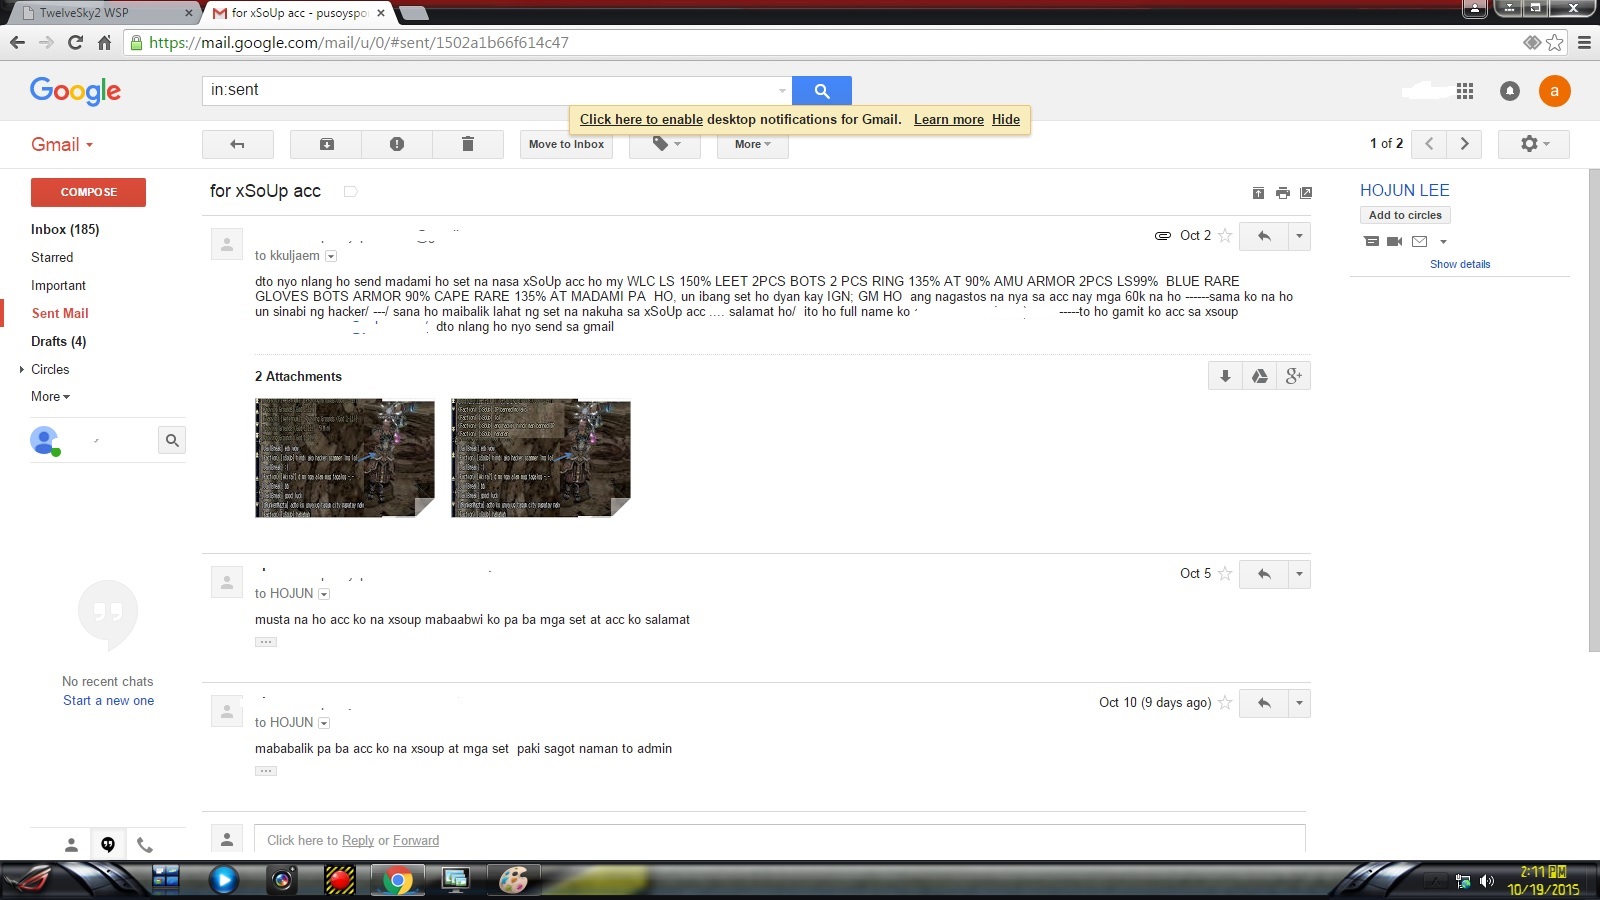 TwelveSky2 WSP
for xSoUp acc - pusoyspo
https://mail.google.com/mail/u/0/#sent/1502a1b66f614c47
Google
in:sent
a
Click here to enable desktop notifications for Gmail. Learn more Hide
Gmail
Move to Inbox
More
1 of 2
COMPOSE
Inbox (185)
Starred
Important
Sent Mail
Drafts (4)
Circles
More
No recent chats
Start a new one
for xSoUp acc
Oct 2
to kkuljaem
dto nyo nlang ho send madami ho set na nasa xSoUp acc ho my WLC LS 150% LEET 2PCS BOTS 2 PCS RING 135% AT 90% AMU ARMOR 2PCS LS99% BLUE RARE
GLOVES BOTS ARMOR 90% CAPE RARE 135% AT MADAMI PA HO, un ibang set ho dyan kay IGN; GM HO ang nagastos na nya sa acc nay mga 60k na ho ------sama ko na ho
un sinabi ng hacker/ ---/ sana ho maibalik lahat ng set na nakuha sa xSoUp acc .... salamat ho/ ito ho full name ko -----to ho gamit ko acc sa xsoup
dto nlang ho nyo send sa gmail
2 Attachments
Oct 5
to HOJUN
musta na ho acc ko na xsoup mabaabwi ko pa ba mga set at acc ko salamat
Oct 10 (9 days ago)
to HOJUN
mababalik pa ba acc ko na xsoup at mga set paki sagot naman to admin
Click here to Reply or Forward
HOJUN LEE
Add to circles
Show details
2:11 PM
10/19/2015